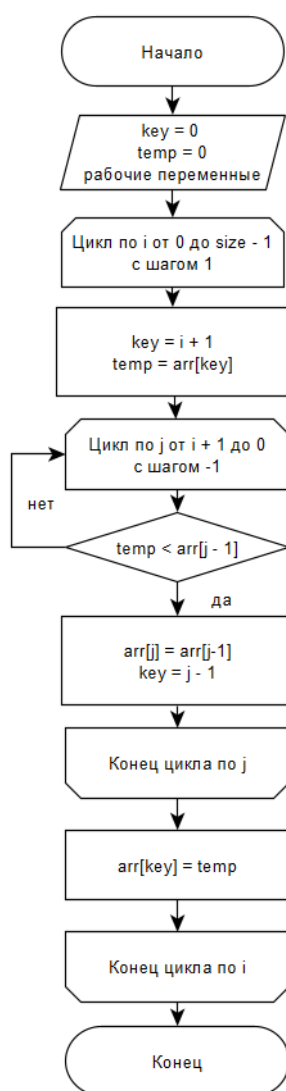 Начало
key = 0
temp = 0
рабочие переменные
Цикл по i от 0 до size - 1
с шагом 1
key = i + 1
temp = arr[key]
Цикл по j от i + 1 до 0
с шагом -1
нет
temp < arr[j - 1]
да
arr[j] = arr[j-1]
key = j - 1
Конец цикла по j
arr[key] = temp
Конец цикла по i
Конец